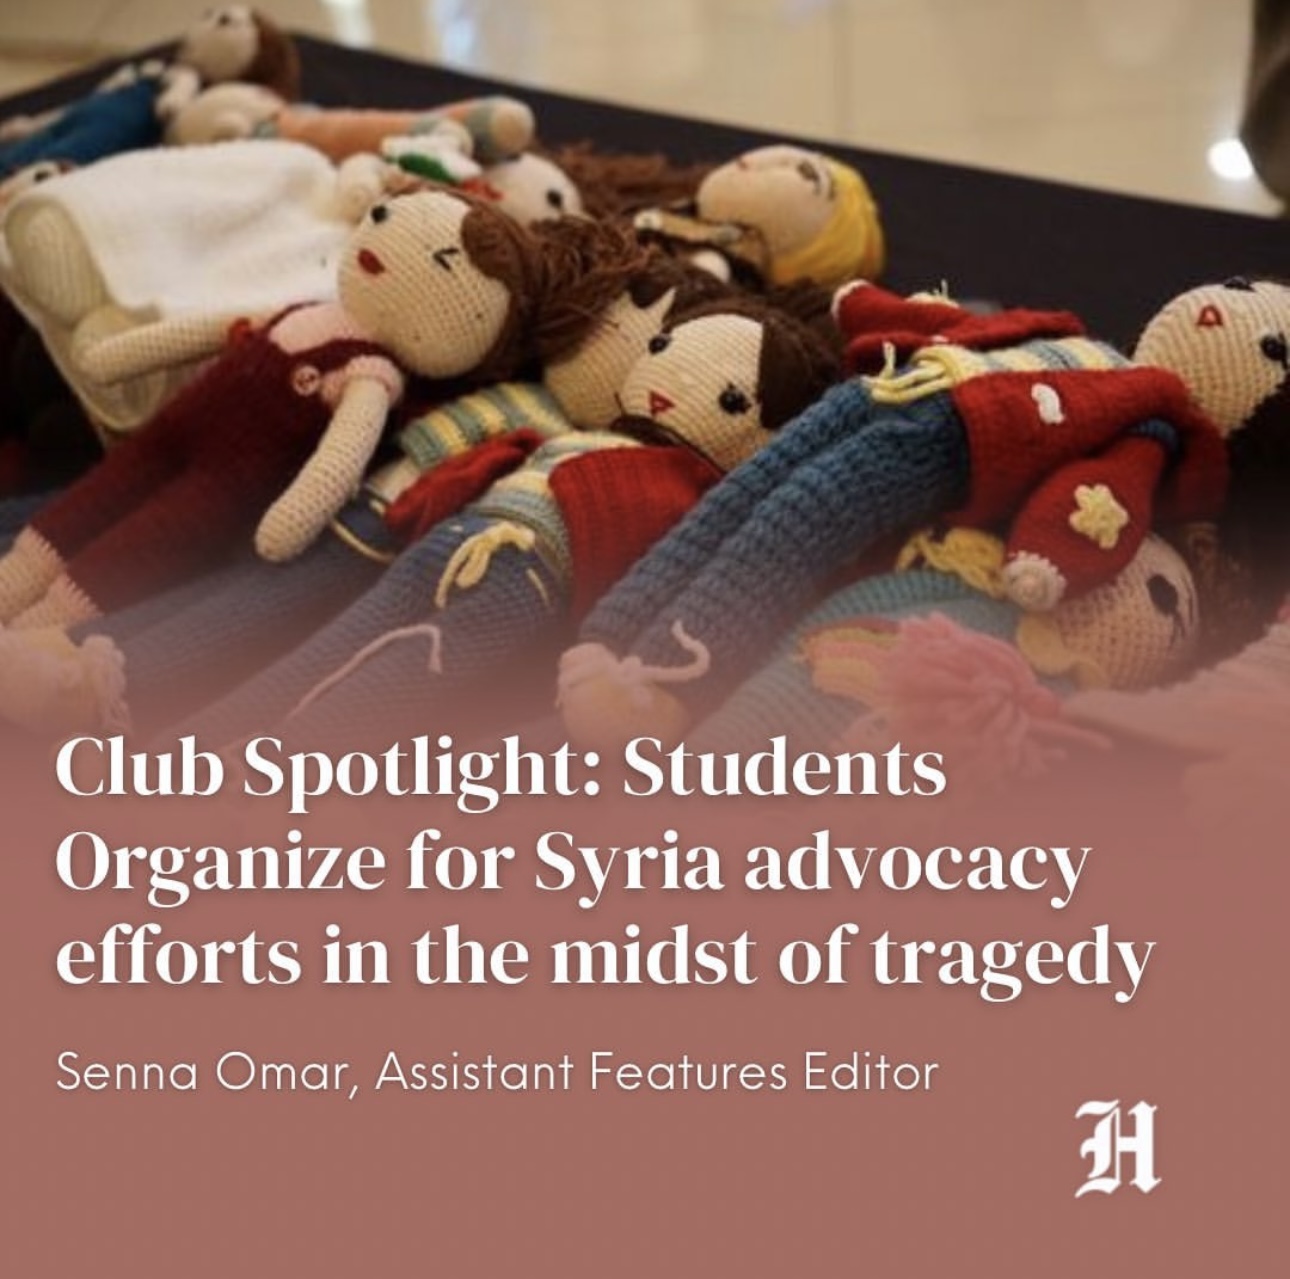 Club Spotlight: Students
Organize for Syria advocacy
efforts in the midst of tragedy
Senna Omar, Assistant Features Editor
H